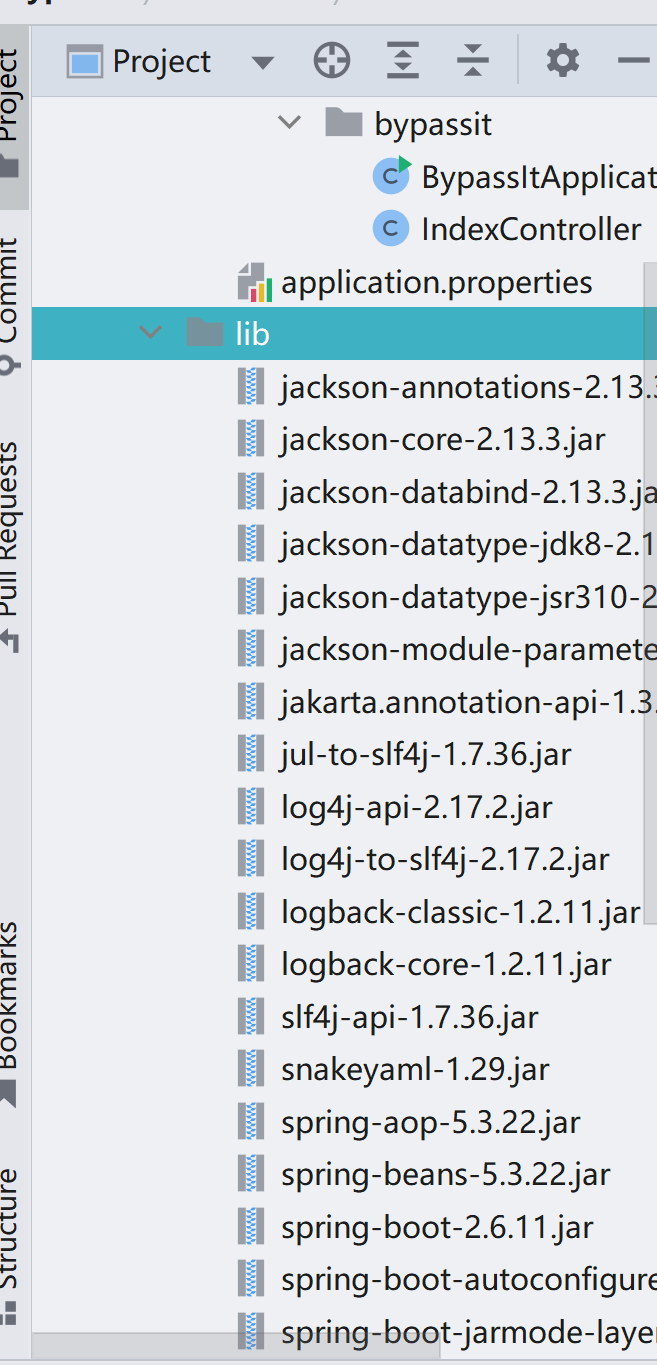 Project
Project
Commit
Pull Requests
Bookmarks
Structure
bypassit
BypassItApplicat
IndexController
application.properties
lib
jackson-annotations-2.13.3
jackson-core-2.13.3.jar
jackson-databind-2.13.3.ja
jackson-datatype-jdk8-2.1
jackson-datatype-jsr310-2
jackson-module-paramete
jakarta.annotation-api-1.3.
jul-to-slf4j-1.7.36.jar
log4j-api-2.17.2.jar
log4j-to-slf4j-2.17.2.jar
logback-classic-1.2.11.jar
logback-core-1.2.11.jar
slf4j-api-1.7.36.jar
snakeyaml-1.29.jar
spring-aop-5.3.22.jar
spring-beans-5.3.22.jar
spring-boot-2.6.11.jar
spring-boot-autoconfigure
spring-boot-jarmode-layer